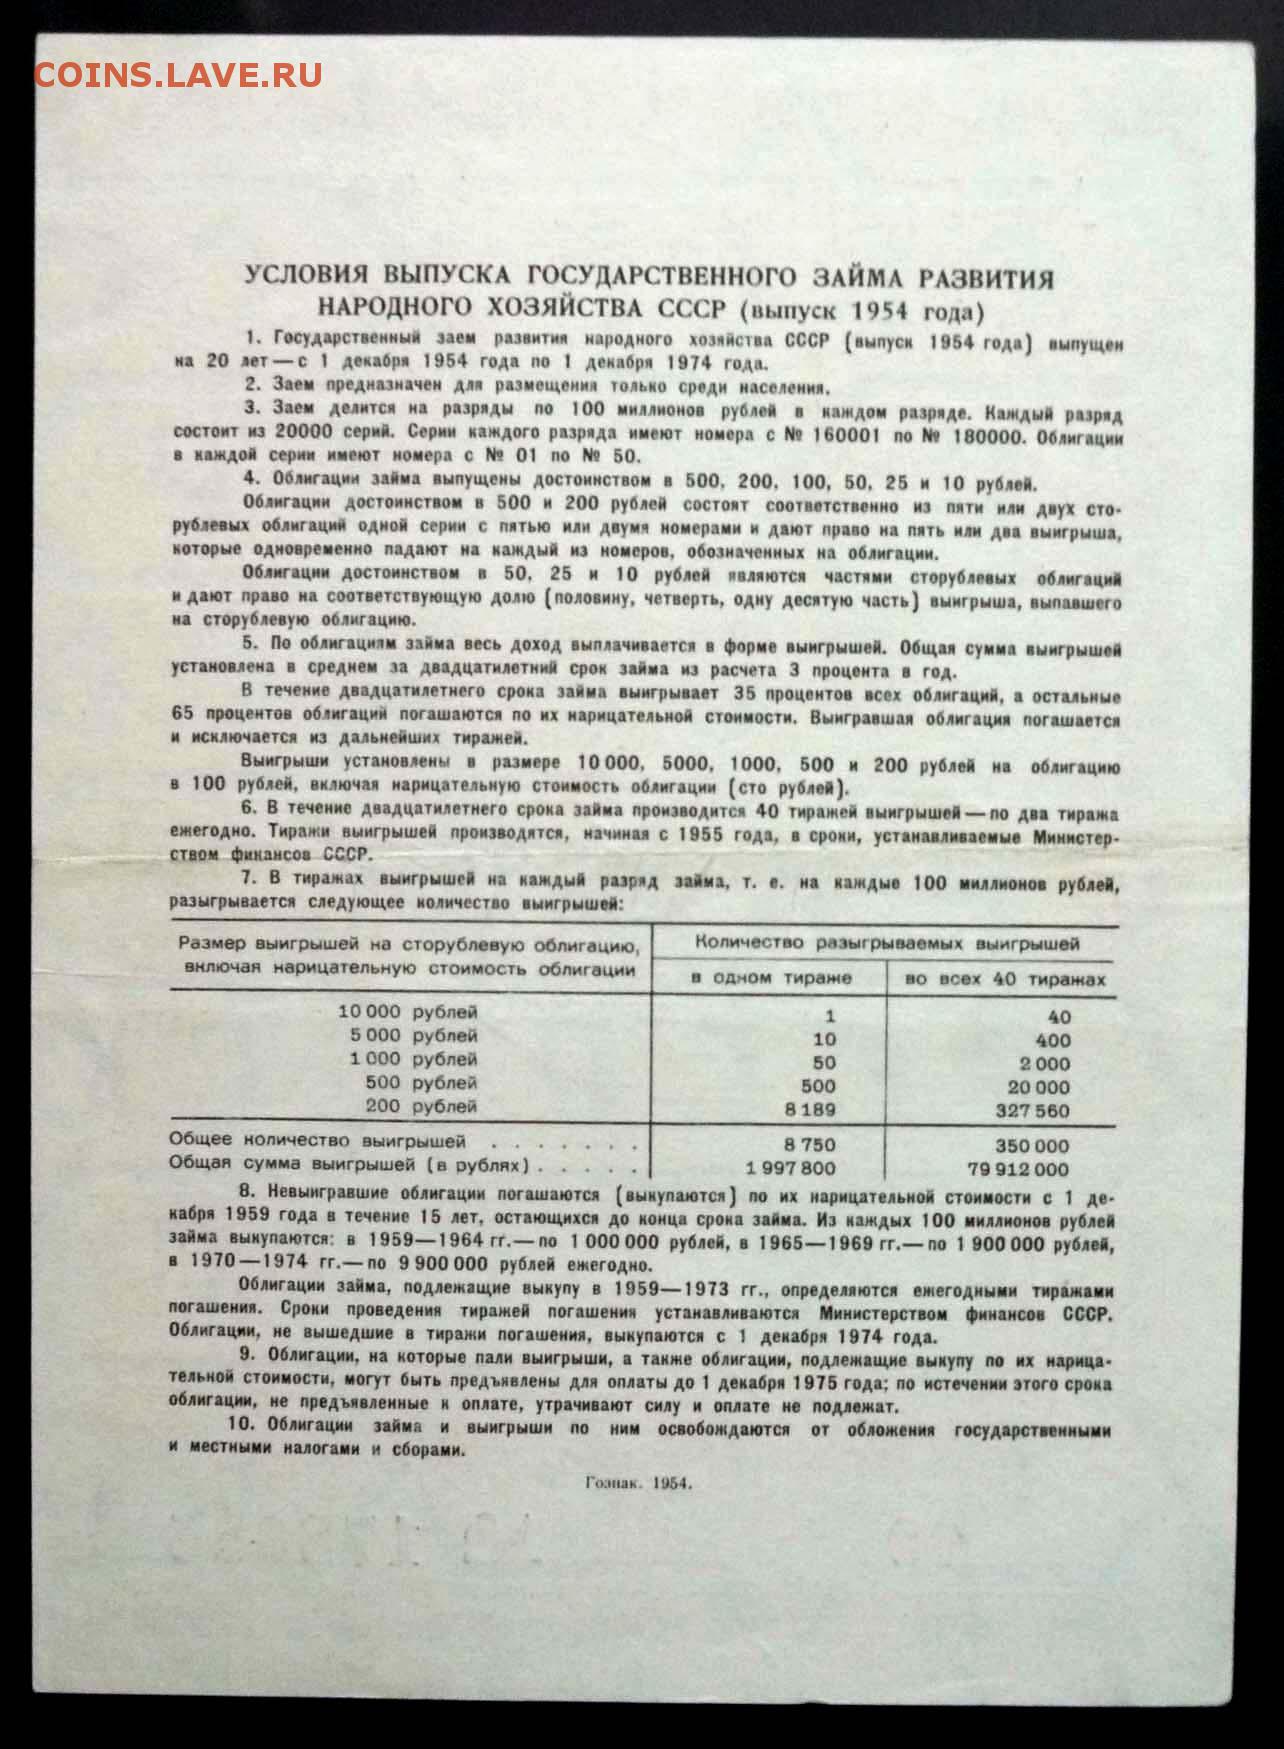 COINS.LAVE.RU
УСЛОВИЯ ВЫПУСКА ГОСУДАРСТВЕННОГО ЗАЙМА РАЗВИТИЯ
НАРОДНОГО ХОЗЯЙСТВА СССР (выпуск 1954 года)
1. Государственный заем развития народного хозяйства СССР (выпуск 1954 года) выпущен
на 20 лет — с 1 декабря 1954 года по 1 декабря 1974 года.
2. Заем предназначен для размещения только среди населения.
3. Заем делится на разряды по 100 миллионов рублей в каждом разряде. Каждый разряд
состоит из 20000 серий. Серии каждого разряда имеют номера с № 160001 по № 180000. Облигации
в каждой серии имеют номера с № 01 по № 50.
4. Облигации займа выпущены достоинством в 500, 200, 100, 50, 25 и 10 рублей.
Облигации достоинством в 500 и 200 рублей состоят соответственно из пяти или двух сто-
рублевых облигаций одной серии с пятью или двумя номерами и дают право на пять или два выигрыша,
которые одновременно падают на каждый из номеров, обозначенных на облигации.
Облигации достоинством в 50, 25 и 10 рублей являются частями сторублевых облигаций
и дают право на соответствующую долю (половину, четверть, одну десятую часть) выигрыша, выпавшего
на сторублевую облигацию.
5. По облигациям займа весь доход выплачивается в форме выигрышей. Общая сумма выигрышей
установлена в среднем за двадцатилетний срок займа из расчета 3 процента в год.
В течение двадцатилетнего срока займа выигрывает 35 процентов всех облигаций, а остальные
65 процентов облигаций погашаются по их нарицательной стоимости. Выигравшая облигация погашается
и исключается из дальнейших тиражей.
Выигрыши установлены в размере 10 000, 5000, 1000, 500 и 200 рублей на облигацию
в 100 рублей, включая нарицательную стоимость облигации (сто рублей).
6. В течение двадцатилетнего срока займа производится 40 тиражей выигрышей — по два тиража
ежегодно. Тиражи выигрышей производятся, начиная с 1955 года, в сроки, устанавливаемые Министер-
ством финансов СССР.
7. В тиражах выигрышей на каждый разряд займа, т. е. на каждые 100 миллионов рублей,
разыгрывается следующее количество выигрышей:
Размер выигрышей на сторублевую облигацию, Количество разыгрываемых выигрышей
включая нарицательную стоимость облигации в одном тираже во всех 40 тиражах
10 000 рублей 1 40
5 000 рублей 10 400
1 000 рублей 50 2 000
500 рублей 500 20 000
200 рублей 8 189 327 560
Общее количество выигрышей . . . . . . . 8 750 350 000
Общая сумма выигрышей (в рублях) . . . . . 1 997 800 79 912 000
8. Невыигравшие облигации погашаются (выкупаются) по их нарицательной стоимости с 1 де-
кабря 1959 года в течение 15 лет, остающихся до конца срока займа. Из каждых 100 миллионов рублей
займа выкупаются: в 1959—1964 гг.— по 1 000 000 рублей, в 1965—1969 гг.— по 1 900 000 рублей,
в 1970—1974 гг.— по 9 900 000 рублей ежегодно.
Облигации займа, подлежащие выкупу в 1959—1973 гг., определяются ежегодными тиражами
погашения. Сроки проведения тиражей погашения устанавливаются Министерством финансов СССР.
Облигации, не вышедшие в тиражи погашения, выкупаются с 1 декабря 1974 года.
9. Облигации, на которые пали выигрыши, а также облигации, подлежащие выкупу по их нарица-
тельной стоимости, могут быть предъявлены для оплаты до 1 декабря 1975 года; по истечении этого срока
облигации, не предъявленные к оплате, утрачивают силу и оплате не подлежат.
10. Облигации займа и выигрыши по ним освобождаются от обложения государственными
и местными налогами и сборами.
Гознак. 1954.